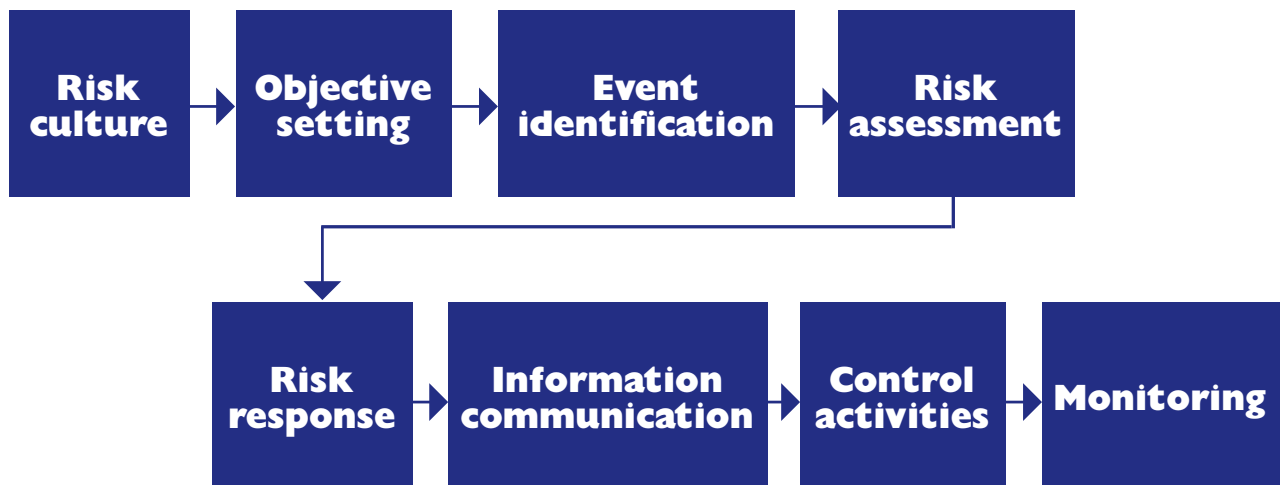 Risk
culture
Objective
setting
Event
identification
Risk
assessment
Risk
response
Information
communication
Control
activities
Monitoring